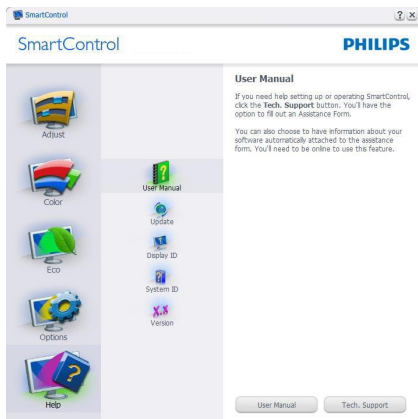 SmartControl
? X
SmartControl
PHILIPS
Adjust
Color
Eco
Options
Help
User Manual
Update
Display ID
System ID
X.X
Version
User Manual
If you need help setting up or operating SmartControl,
click the Tech. Support button. You'll have the
option to fill out an Assistance Form.
You can also choose to have information about your
software automatically attached to the assistance
form. You'll need to be online to use this feature.
User Manual
Tech. Support